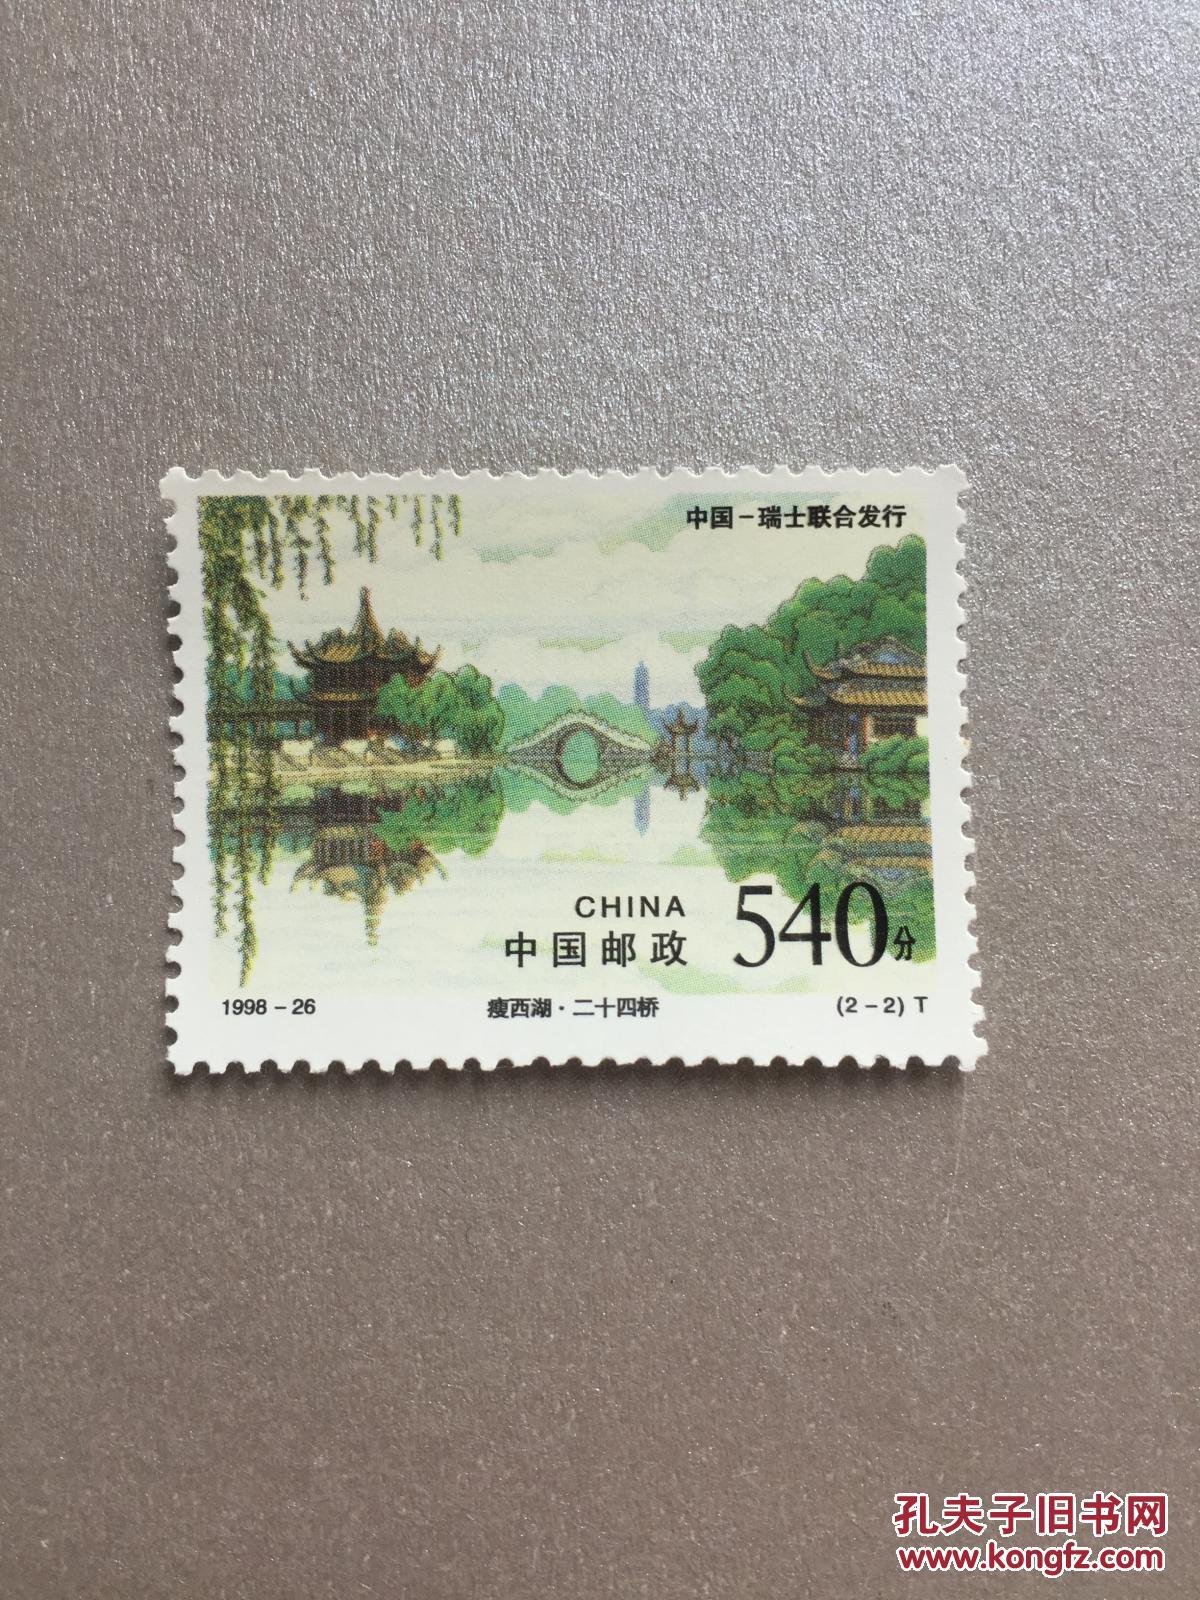 中国－瑞士联合发行
CHINA
中国邮政 540分
1998－26 瘦西湖·二十四桥 (2－2) T
孔夫子旧书网
www.kongfz.com